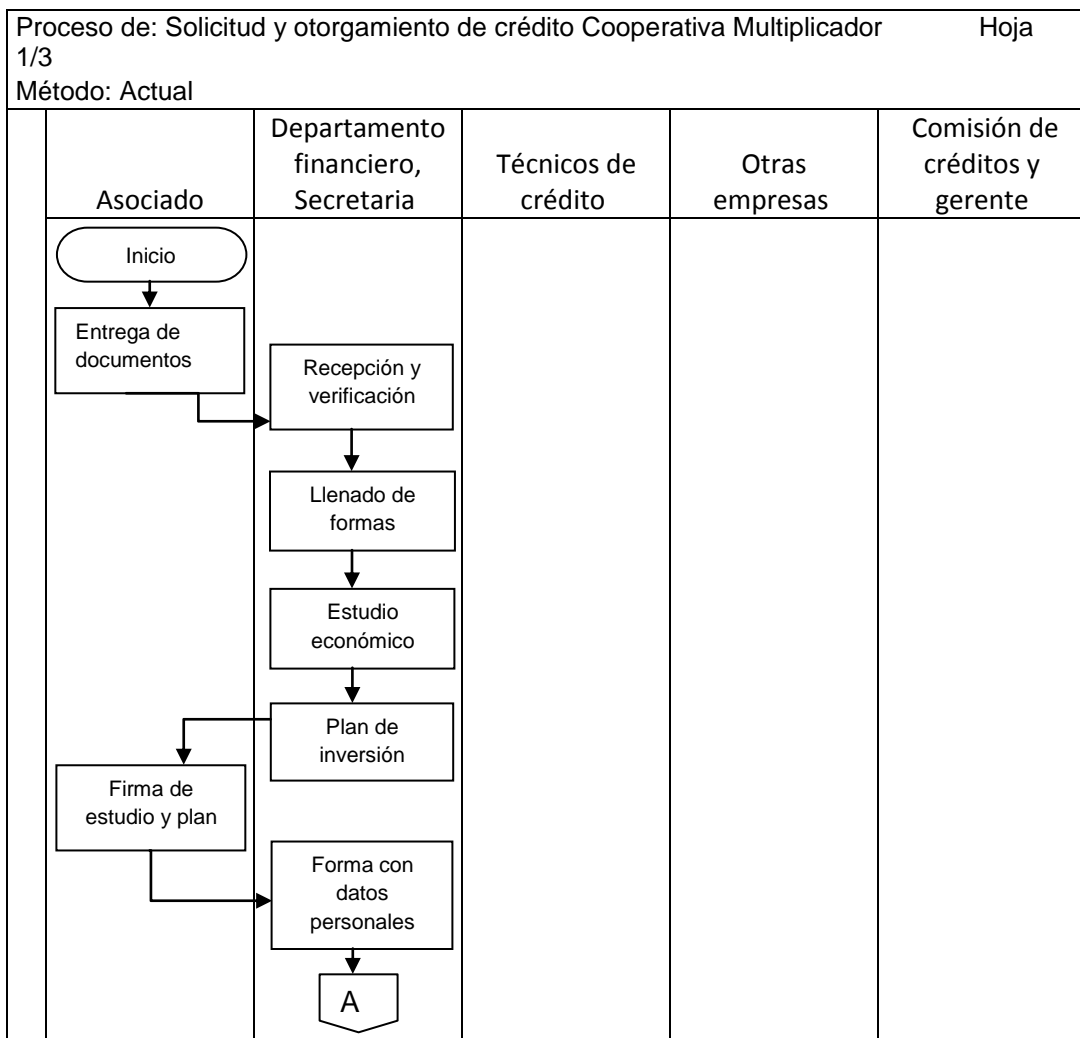 Proceso de: Solicitud y otorgamiento de crédito Cooperativa Multiplicador Hoja
1/3
Método: Actual
Asociado
Departamento
financiero,
Secretaria
Técnicos de
crédito
Otras
empresas
Comisión de
créditos y
gerente
Inicio
Entrega de
documentos
Recepción y
verificación
Llenado de
formas
Estudio
económico
Plan de
inversión
Firma de
estudio y plan
Forma con
datos
personales
A